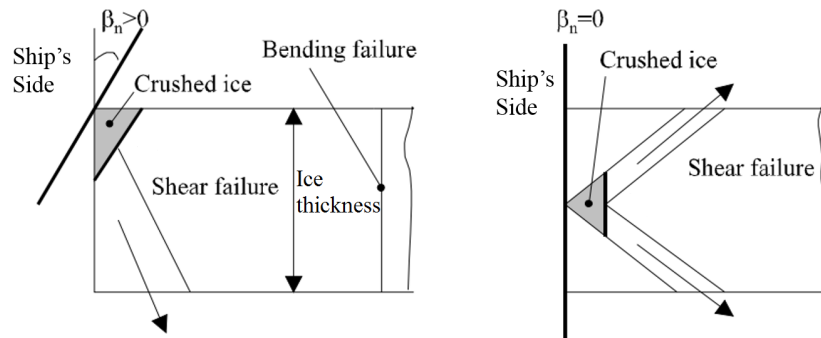 βn>0
Ship's
Side
Crushed ice
Bending failure
Shear failure
Ice
thickness
βn=0
Ship's
Side
Crushed ice
Shear failure